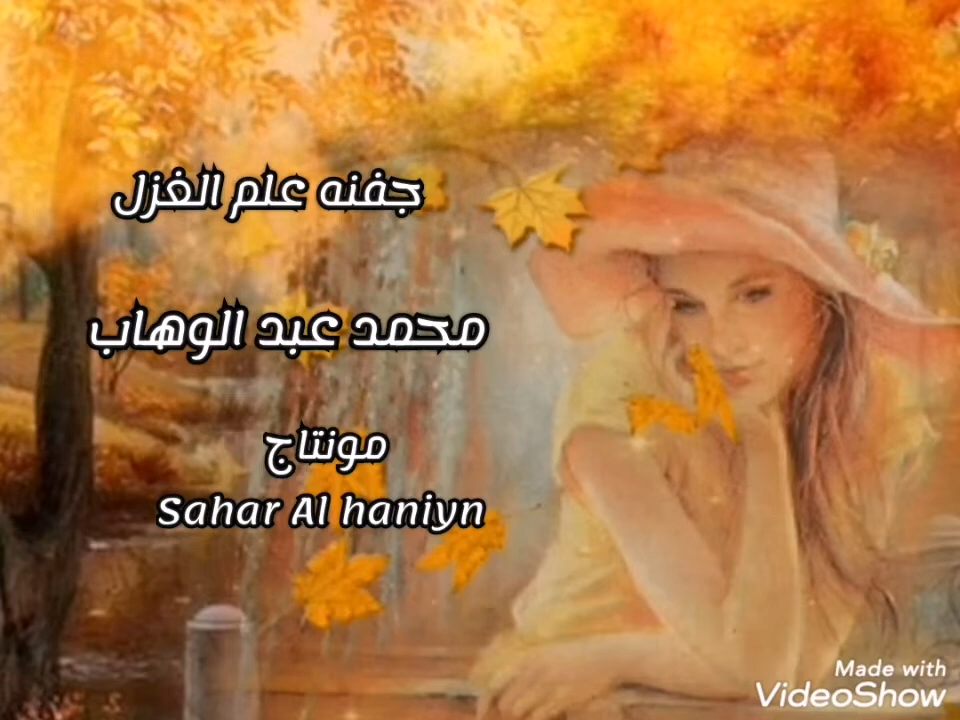 جفنه علم الغزل
محمد عبد الوهاب
مونتاج
Sahar Al haniyn
Made with
VideoShow